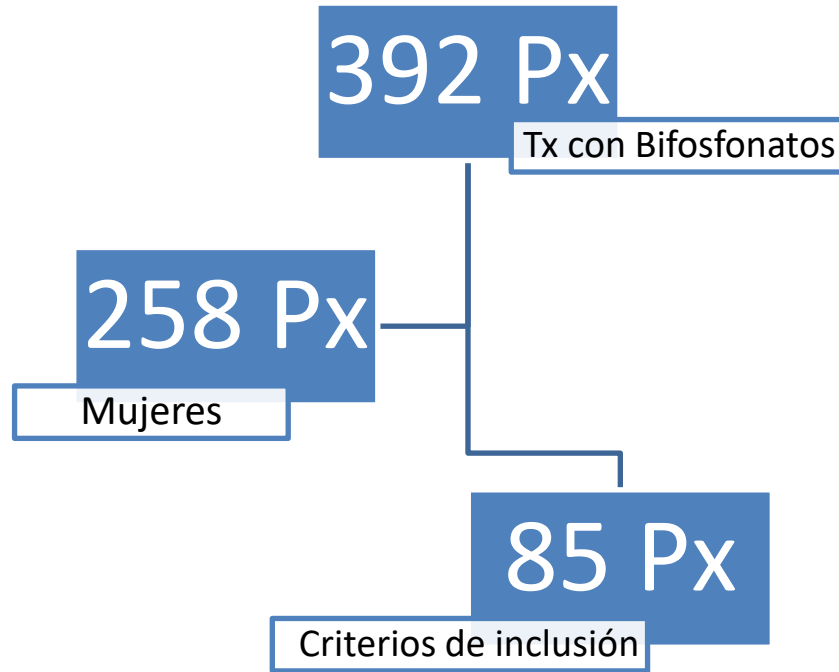 392 Px
Tx con Bifosfonatos
258 Px
Mujeres
85 Px
Criterios de inclusión